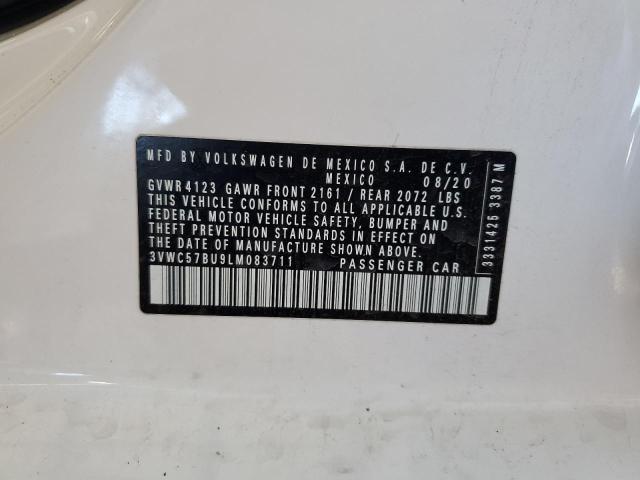 MFD BY VOLKSWAGEN DE MEXICO S.A. DE C.V.
MEXICO 08/20
GVWR 4123 GAWR FRONT 2161 / REAR 2072 LBS
THIS VEHICLE CONFORMS TO ALL APPLICABLE U.S.
FEDERAL MOTOR VEHICLE SAFETY, BUMPER AND
THEFT PREVENTION STANDARDS IN EFFECT ON
THE DATE OF MANUFACTURE SHOWN ABOVE.
3VWC57BU9LM083711 PASSENGER CAR
3331425 3387 M